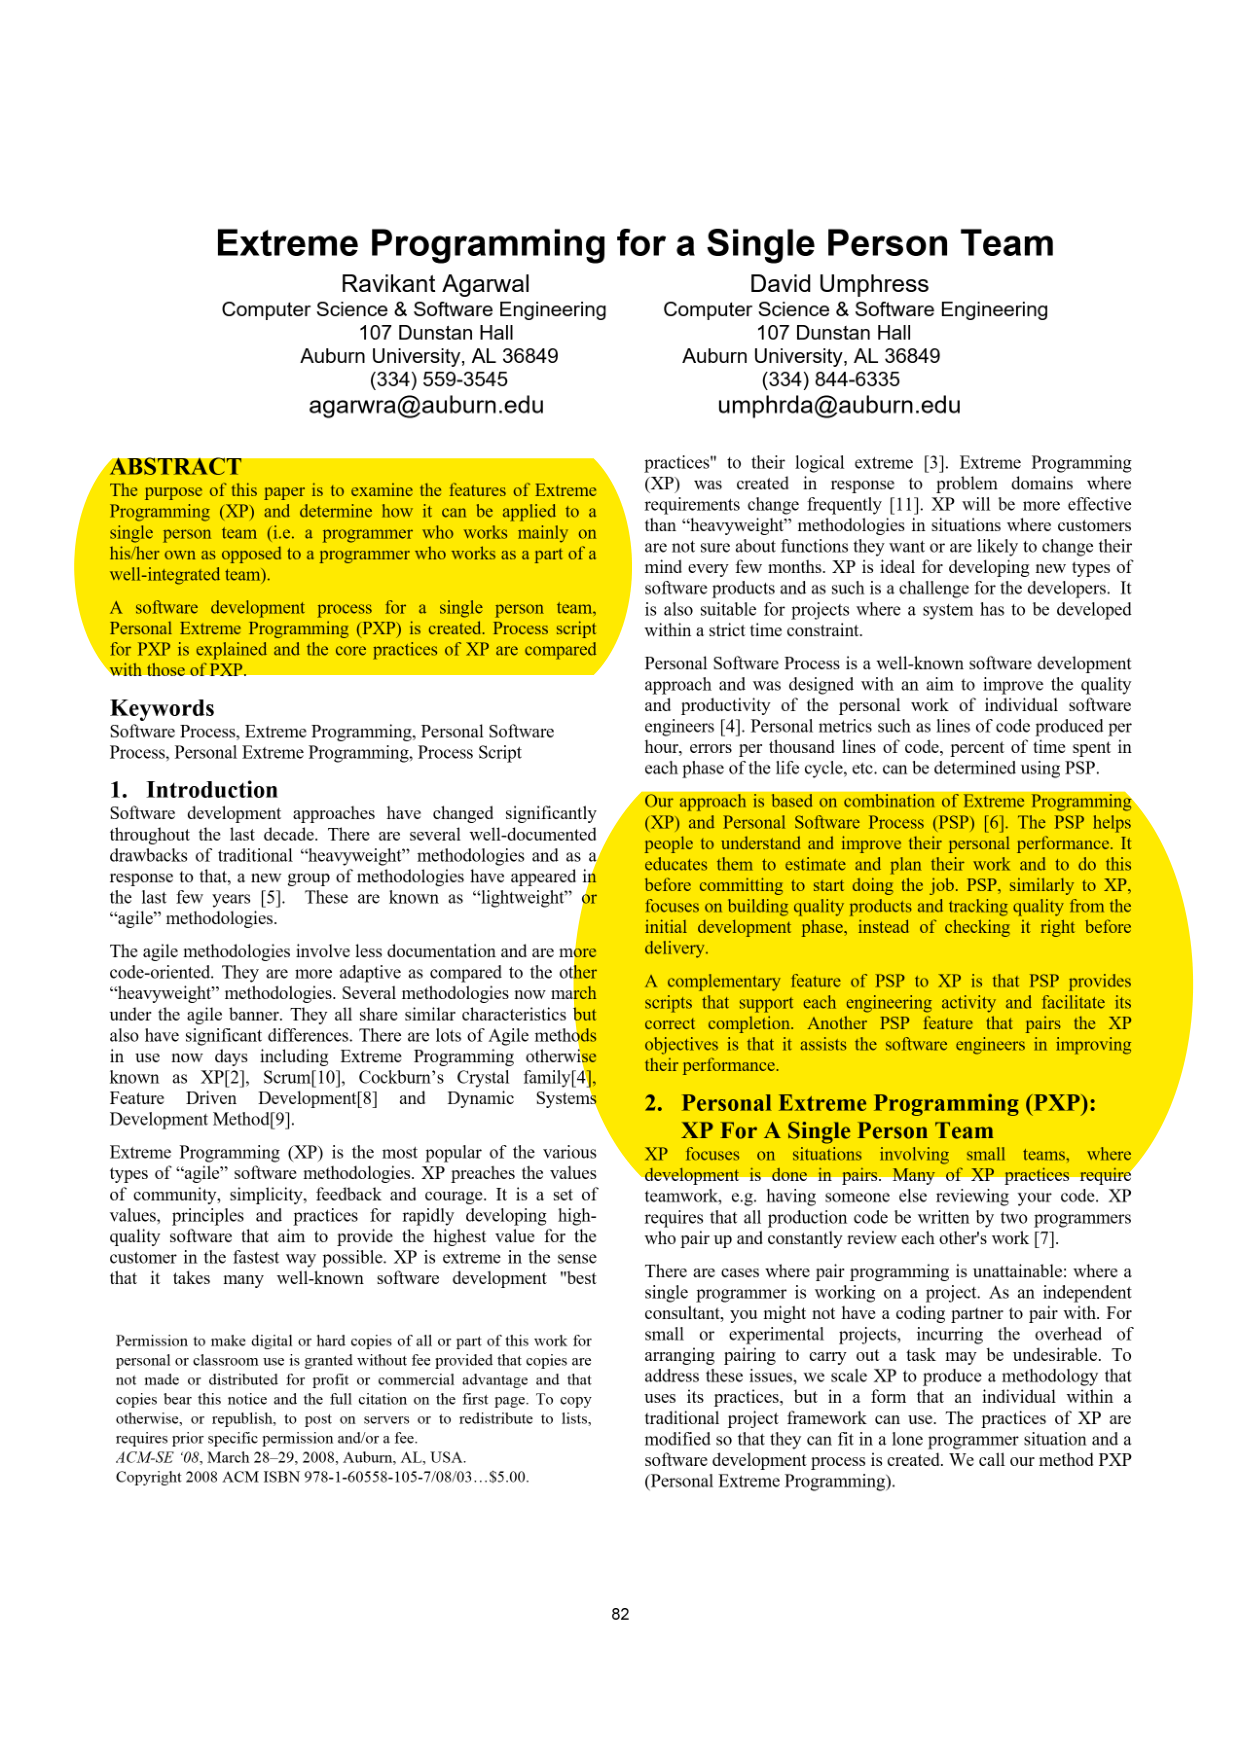 Extreme Programming for a Single Person Team
Ravikant Agarwal
Computer Science & Software Engineering
107 Dunstan Hall
Auburn University, AL 36849
(334) 559-3545
agarwra@auburn.edu
David Umphress
Computer Science & Software Engineering
107 Dunstan Hall
Auburn University, AL 36849
(334) 844-6335
umphrda@auburn.edu
ABSTRACT
The purpose of this paper is to examine the features of Extreme
Programming (XP) and determine how it can be applied to a
single person team (i.e. a programmer who works mainly on
his/her own as opposed to a programmer who works as a part of a
well-integrated team).
A software development process for a single person team,
Personal Extreme Programming (PXP) is created. Process script
for PXP is explained and the core practices of XP are compared
with those of PXP.
Keywords
Software Process, Extreme Programming, Personal Software
Process, Personal Extreme Programming, Process Script
1. Introduction
Software development approaches have changed significantly
throughout the last decade. There are several well-documented
drawbacks of traditional “heavyweight” methodologies and as a
response to that, a new group of methodologies have appeared in
the last few years [5]. These are known as “lightweight” or
“agile” methodologies.
The agile methodologies involve less documentation and are more
code-oriented. They are more adaptive as compared to the other
“heavyweight” methodologies. Several methodologies now march
under the agile banner. They all share similar characteristics but
also have significant differences. There are lots of Agile methods
in use now days including Extreme Programming otherwise
known as XP[2], Scrum[10], Cockburn’s Crystal family[4],
Feature Driven Development[8] and Dynamic Systems
Development Method[9].
Extreme Programming (XP) is the most popular of the various
types of “agile” software methodologies. XP preaches the values
of community, simplicity, feedback and courage. It is a set of
values, principles and practices for rapidly developing high-
quality software that aim to provide the highest value for the
customer in the fastest way possible. XP is extreme in the sense
that it takes many well-known software development "best
Permission to make digital or hard copies of all or part of this work for
personal or classroom use is granted without fee provided that copies are
not made or distributed for profit or commercial advantage and that
copies bear this notice and the full citation on the first page. To copy
otherwise, or republish, to post on servers or to redistribute to lists,
requires prior specific permission and/or a fee.
ACM-SE ‘08, March 28–29, 2008, Auburn, AL, USA.
Copyright 2008 ACM ISBN 978-1-60558-105-7/08/03…$5.00.
practices" to their logical extreme [3]. Extreme Programming
(XP) was created in response to problem domains where
requirements change frequently [11]. XP will be more effective
than “heavyweight” methodologies in situations where customers
are not sure about functions they want or are likely to change their
mind every few months. XP is ideal for developing new types of
software products and as such is a challenge for the developers. It
is also suitable for projects where a system has to be developed
within a strict time constraint.
Personal Software Process is a well-known software development
approach and was designed with an aim to improve the quality
and productivity of the personal work of individual software
engineers [4]. Personal metrics such as lines of code produced per
hour, errors per thousand lines of code, percent of time spent in
each phase of the life cycle, etc. can be determined using PSP.
Our approach is based on combination of Extreme Programming
(XP) and Personal Software Process (PSP) [6]. The PSP helps
people to understand and improve their personal performance. It
educates them to estimate and plan their work and to do this
before committing to start doing the job. PSP, similarly to XP,
focuses on building quality products and tracking quality from the
initial development phase, instead of checking it right before
delivery.
A complementary feature of PSP to XP is that PSP provides
scripts that support each engineering activity and facilitate its
correct completion. Another PSP feature that pairs the XP
objectives is that it assists the software engineers in improving
their performance.
2. Personal Extreme Programming (PXP):
XP For A Single Person Team
XP focuses on situations involving small teams, where
development is done in pairs. Many of XP practices require
teamwork, e.g. having someone else reviewing your code. XP
requires that all production code be written by two programmers
who pair up and constantly review each other's work [7].
There are cases where pair programming is unattainable: where a
single programmer is working on a project. As an independent
consultant, you might not have a coding partner to pair with. For
small or experimental projects, incurring the overhead of
arranging pairing to carry out a task may be undesirable. To
address these issues, we scale XP to produce a methodology that
uses its practices, but in a form that an individual within a
traditional project framework can use. The practices of XP are
modified so that they can fit in a lone programmer situation and a
software development process is created. We call our method PXP
(Personal Extreme Programming).
82